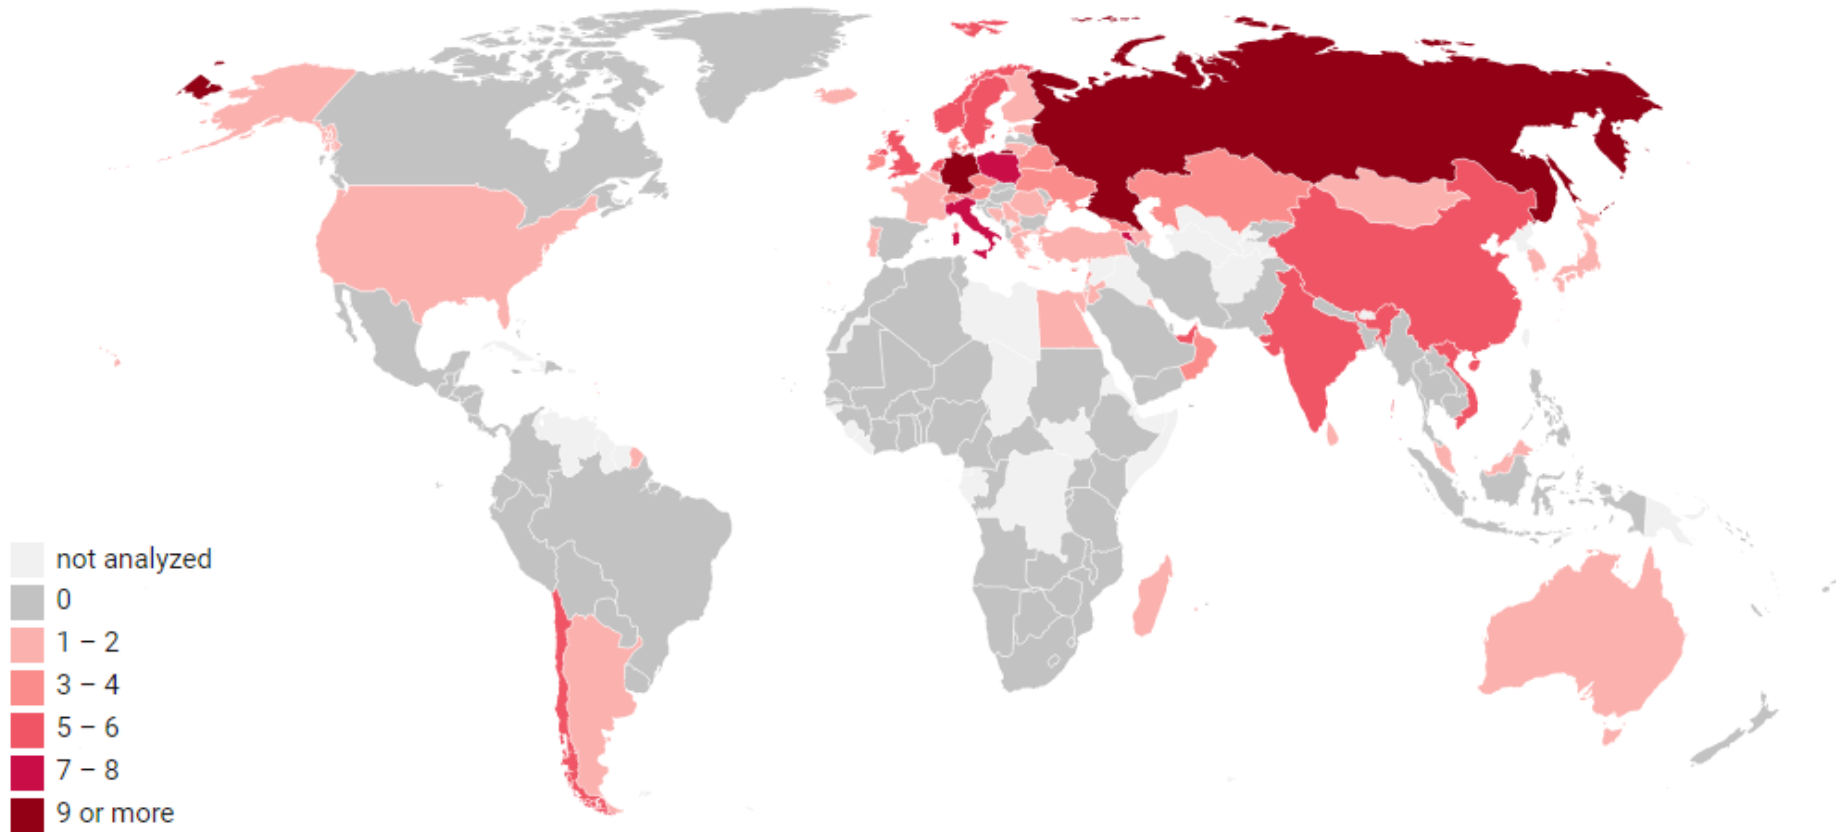 not analyzed
0
1 – 2
3 – 4
5 – 6
7 – 8
9 or more